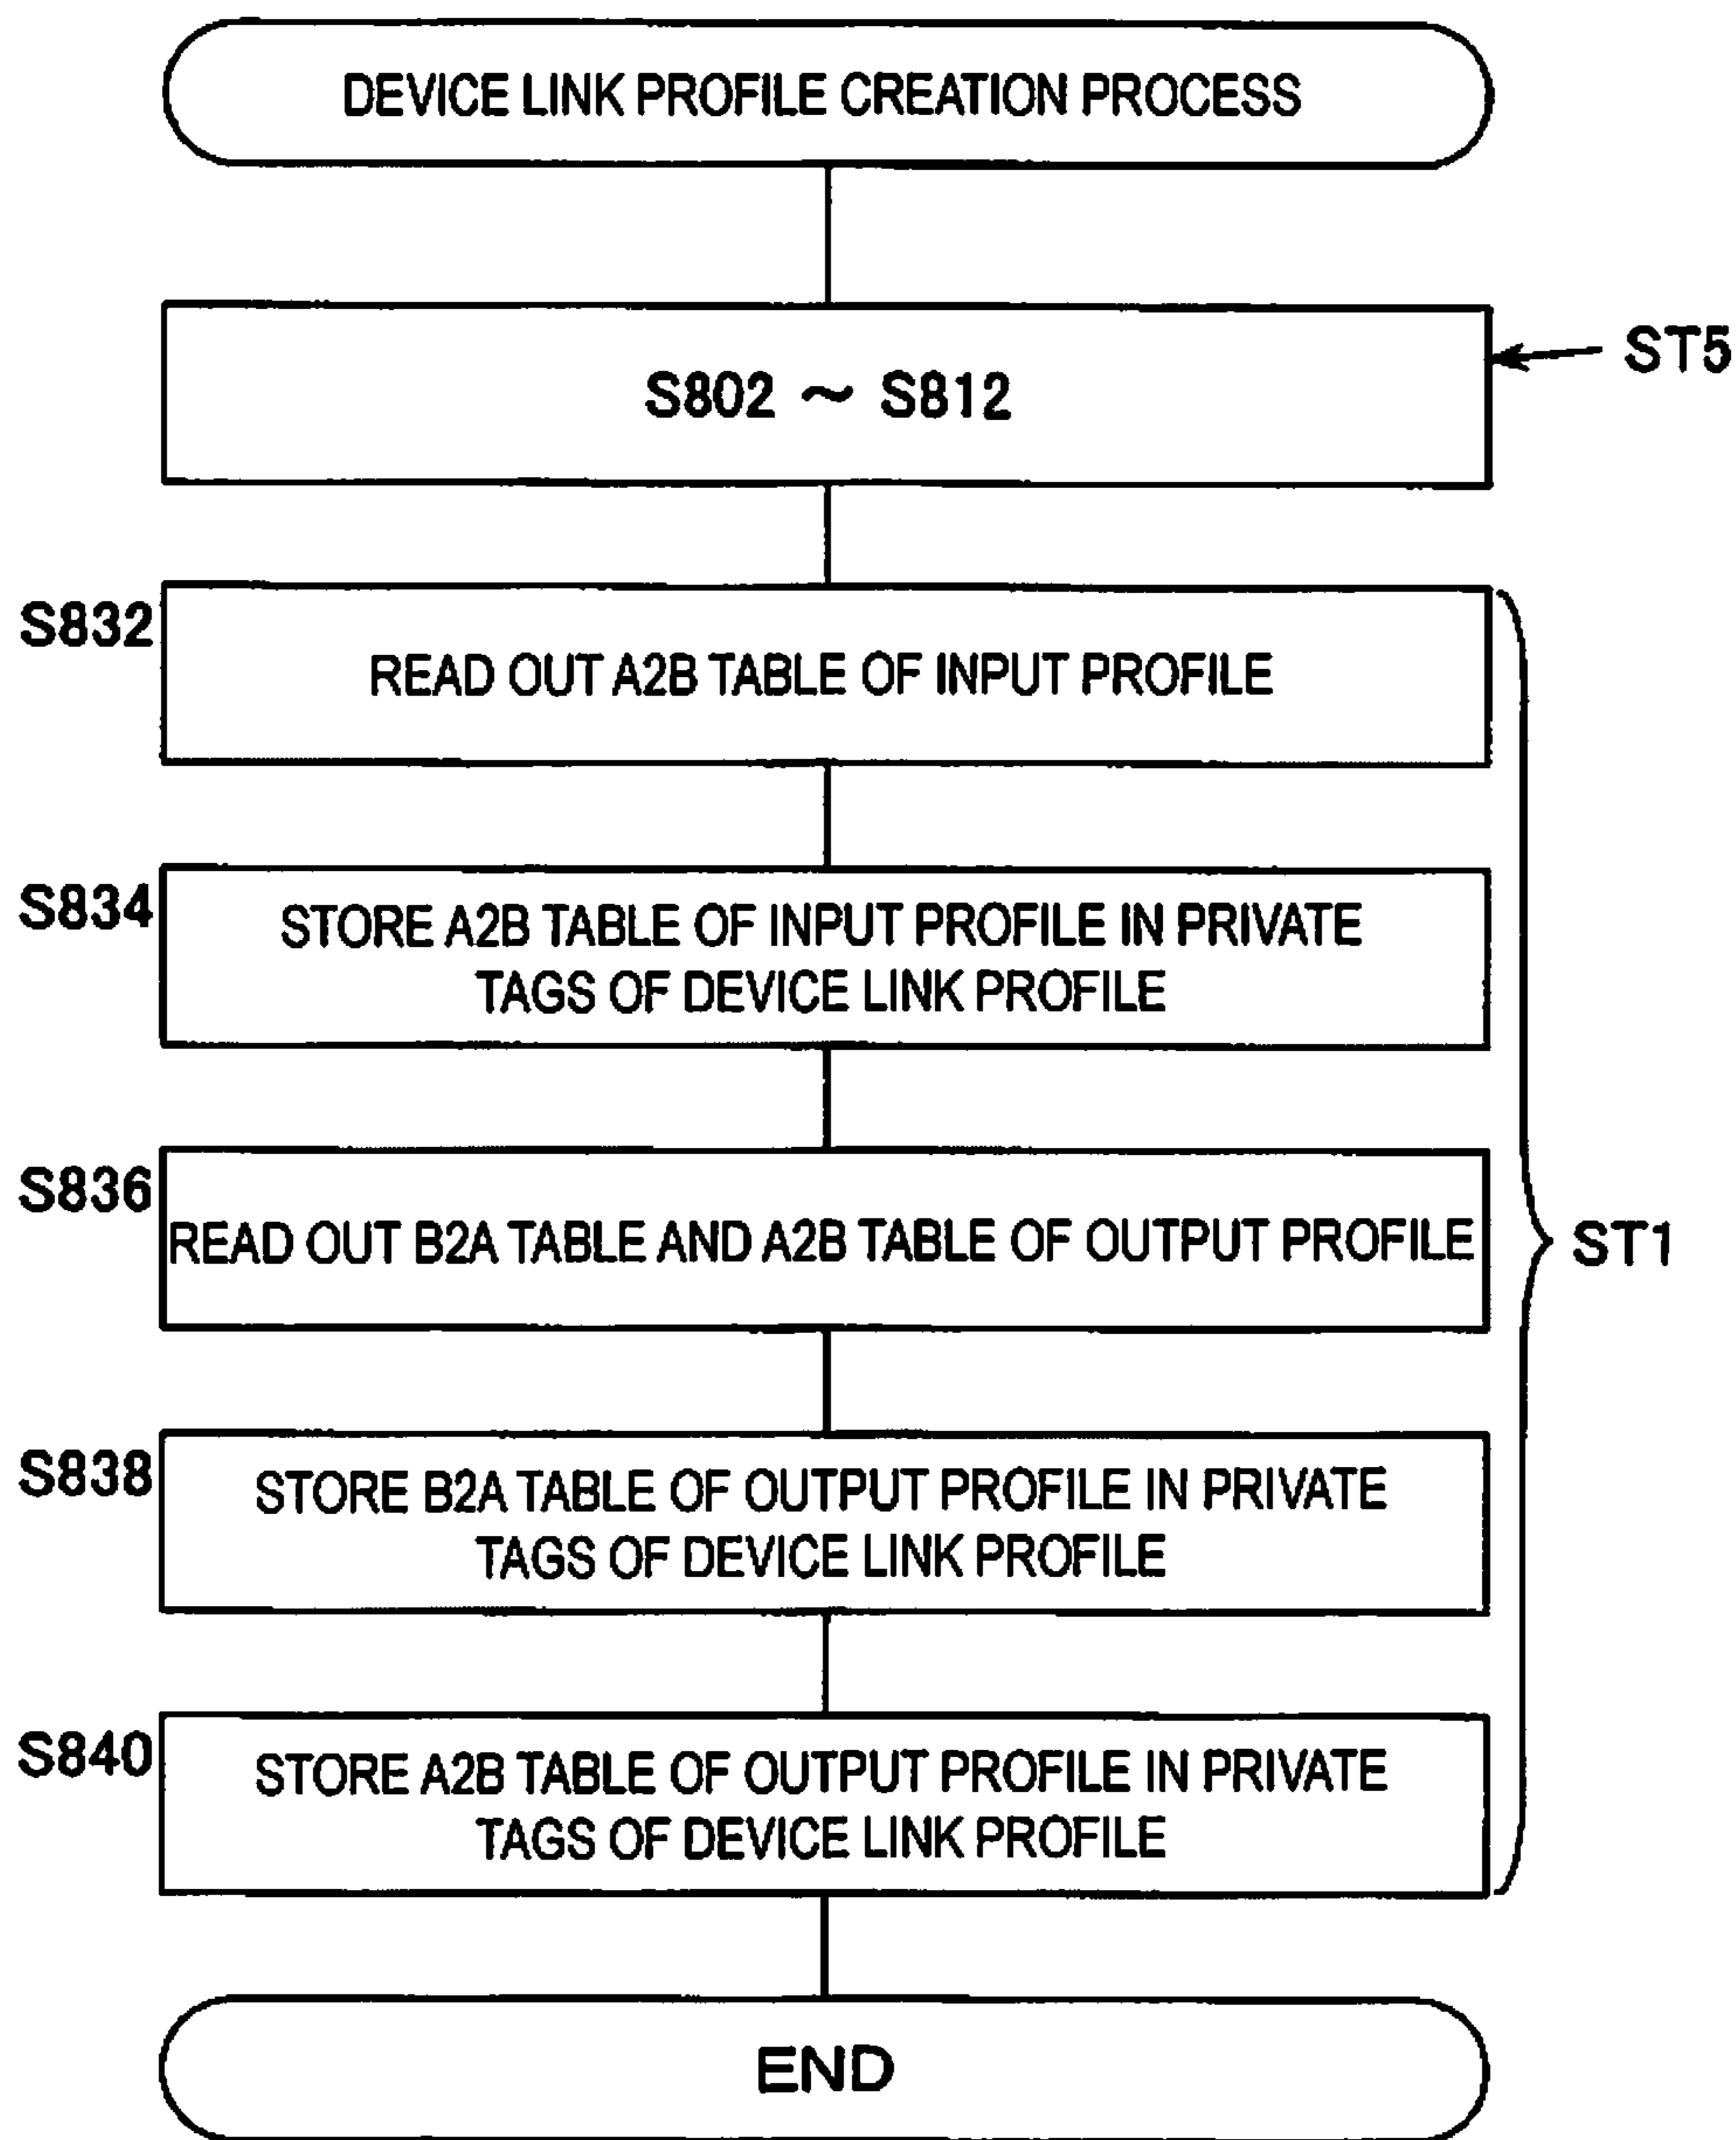 DEVICE LINK PROFILE CREATION PROCESS
S802 ~ S812
ST5
S832
READ OUT A2B TABLE OF INPUT PROFILE
S834
STORE A2B TABLE OF INPUT PROFILE IN PRIVATE
TAGS OF DEVICE LINK PROFILE
S836
READ OUT B2A TABLE AND A2B TABLE OF OUTPUT PROFILE
ST1
S838
STORE B2A TABLE OF OUTPUT PROFILE IN PRIVATE
TAGS OF DEVICE LINK PROFILE
S840
STORE A2B TABLE OF OUTPUT PROFILE IN PRIVATE
TAGS OF DEVICE LINK PROFILE
END